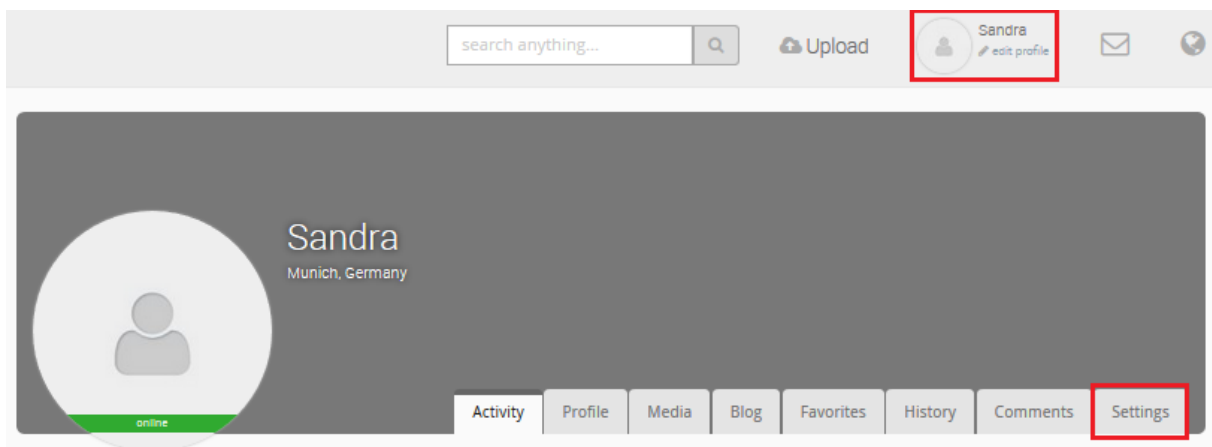 search anything...
Upload
Sandra
edit profile
Sandra
Munich, Germany
online
Activity Profile Media Blog Favorites History Comments Settings